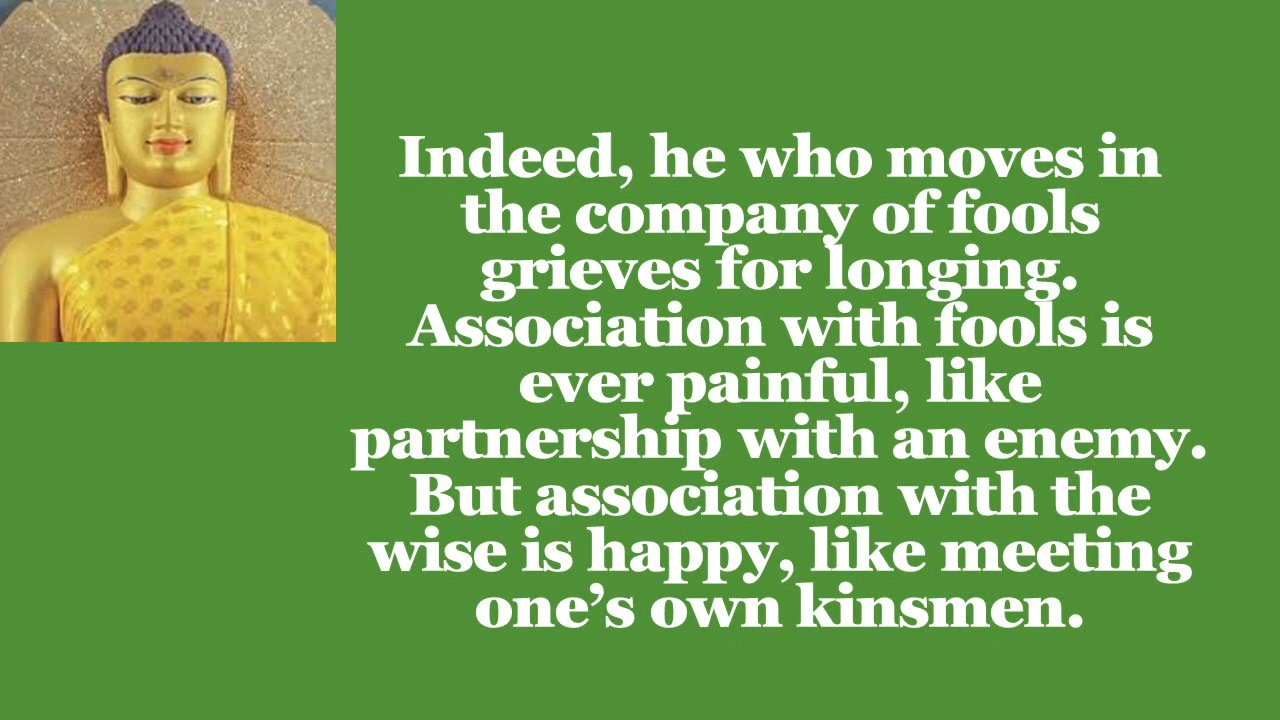 Indeed, he who moves in
the company of fools
grieves for longing.
Association with fools is
ever painful, like
partnership with an enemy.
But association with the
wise is happy, like meeting
one’s own kinsmen.